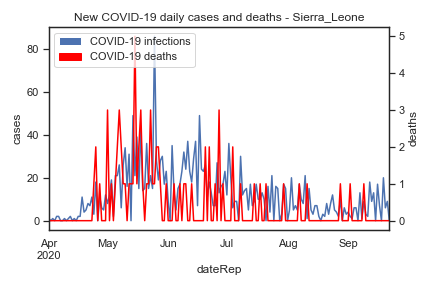 New COVID-19 daily cases and deaths - Sierra_Leone
COVID-19 infections
COVID-19 deaths
80
60
40
20
0
cases
5
4
3
2
1
0
deaths
Apr May Jun Jul Aug Sep
2020
dateRep